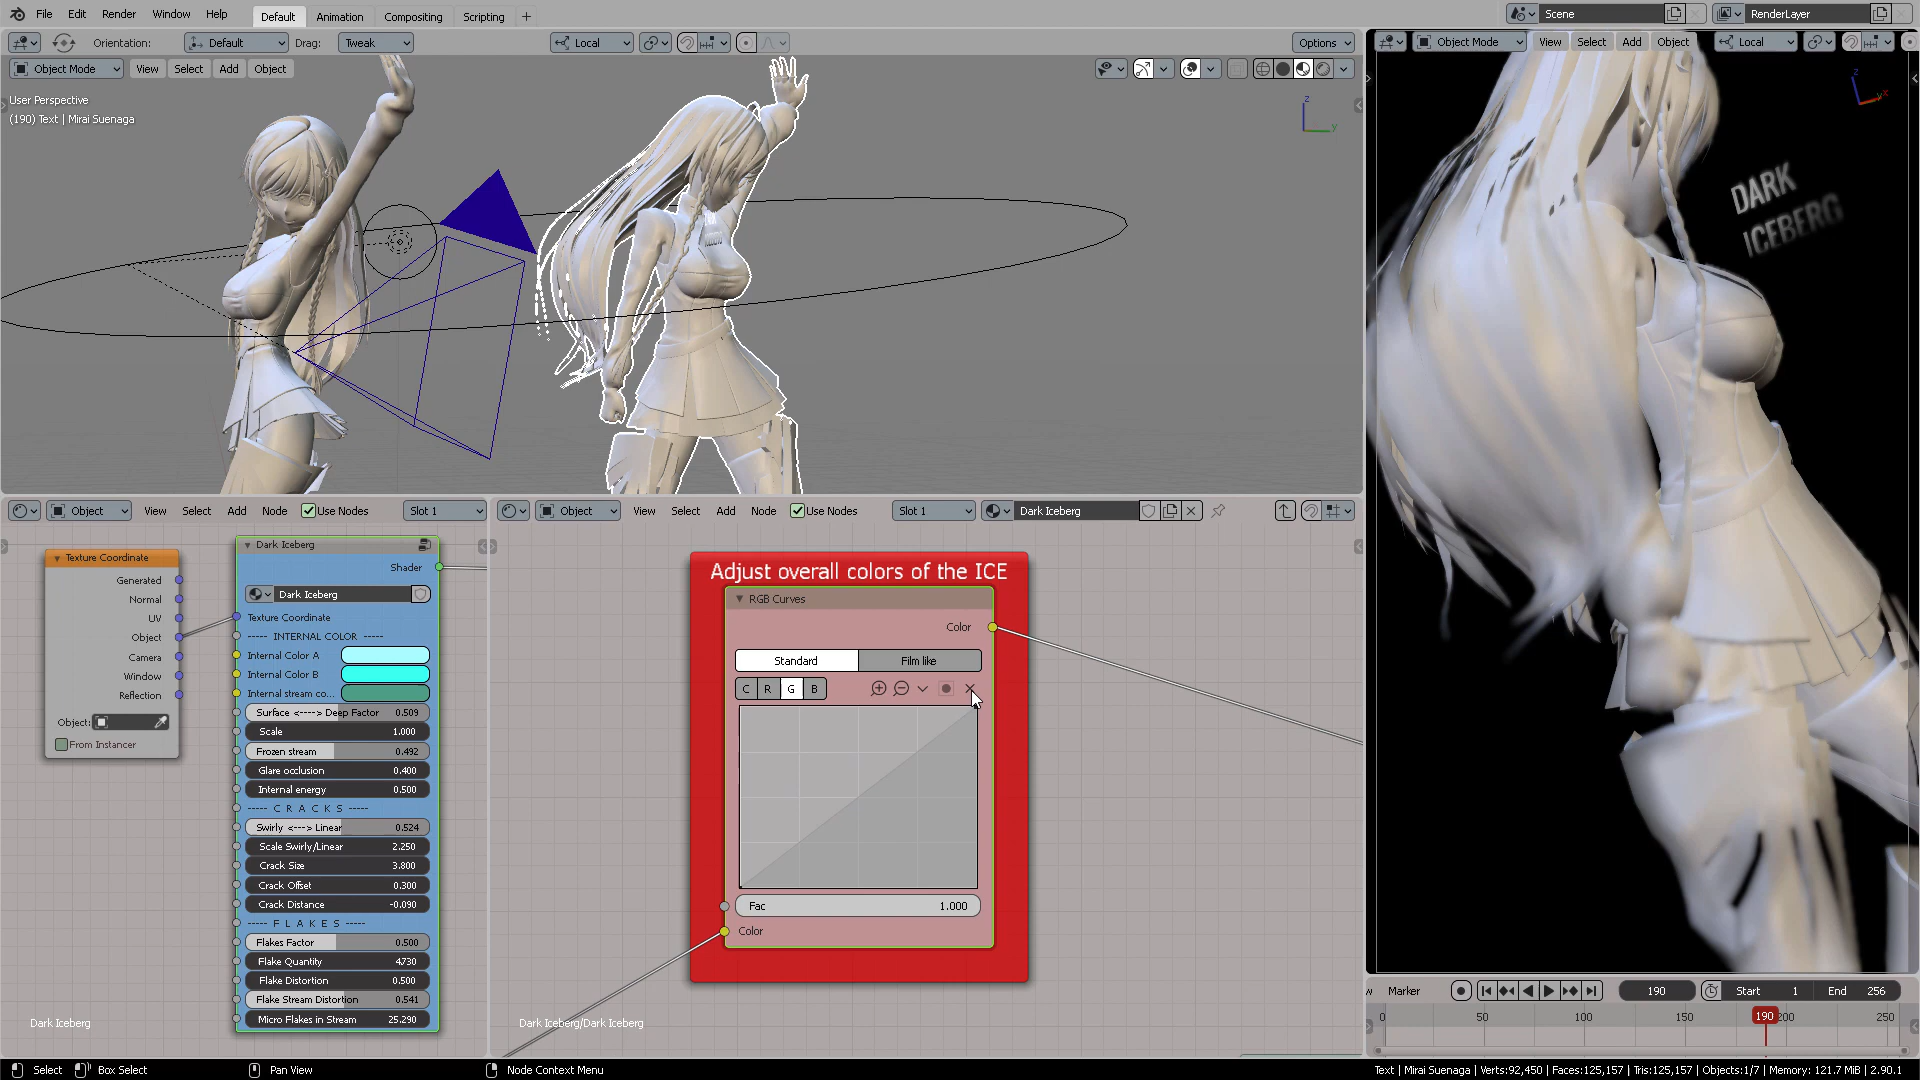 File Edit Render Window Help Default Animation Compositing Scripting + Scene RenderLayer
Orientation: Default Drag: Tweak Local Options
Object Mode View Select Add Object Local
Object Mode View Select Add Object
User Perspective
(190) Text | Mirai Suenaga
z
y
DARK
ICEBERG
Object View Select Add Node Use Nodes Slot 1
Object View Select Add Node Use Nodes Slot 1 Dark Iceberg
Texture Coordinate
Generated
Normal
UV
Object
Camera
Window
Reflection
Object:
From Instancer
Dark Iceberg
Shader
Dark Iceberg
Texture Coordinate
----- INTERNAL COLOR -----
Internal Color A
Internal Color B
Internal stream co...
Surface <----> Deep Factor 0.509
Scale 1.000
Frozen stream 0.492
Glare occlusion 0.400
Internal energy 0.500
----- C R A C K S -----
Swirly <---> Linear 0.524
Scale Swirly/Linear 2.250
Crack Size 3.800
Crack Offset 0.300
Crack Distance -0.090
----- F L A K E S -----
Flakes Factor 0.500
Flake Quantity 4.730
Flake Distortion 0.500
Flake Stream Distortion 0.541
Micro Flakes in Stream 25.290
Dark Iceberg
Adjust overall colors of the ICE
RGB Curves
Color
Standard Film like
C R G B
Fac 1.000
Color
Dark Iceberg/Dark Iceberg
Marker 190 Start 1 End 256
0 50 100 150 190 200 250
Select Box Select Pan View Node Context Menu
Text | Mirai Suenaga | Verts:92,450 | Faces:125,157 | Tris:125,157 | Objects:1/7 | Memory: 121.7 MiB | 2.90.1